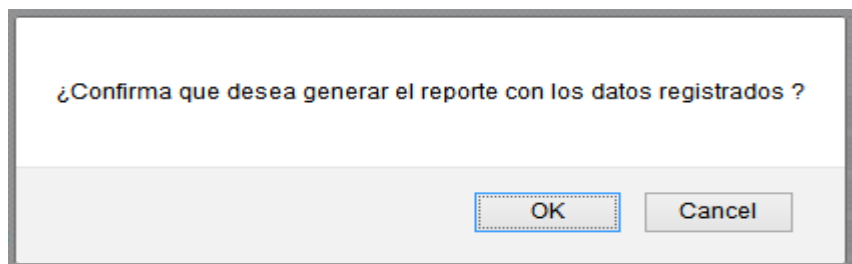 ¿Confirma que desea generar el reporte con los datos registrados ?
OK Cancel